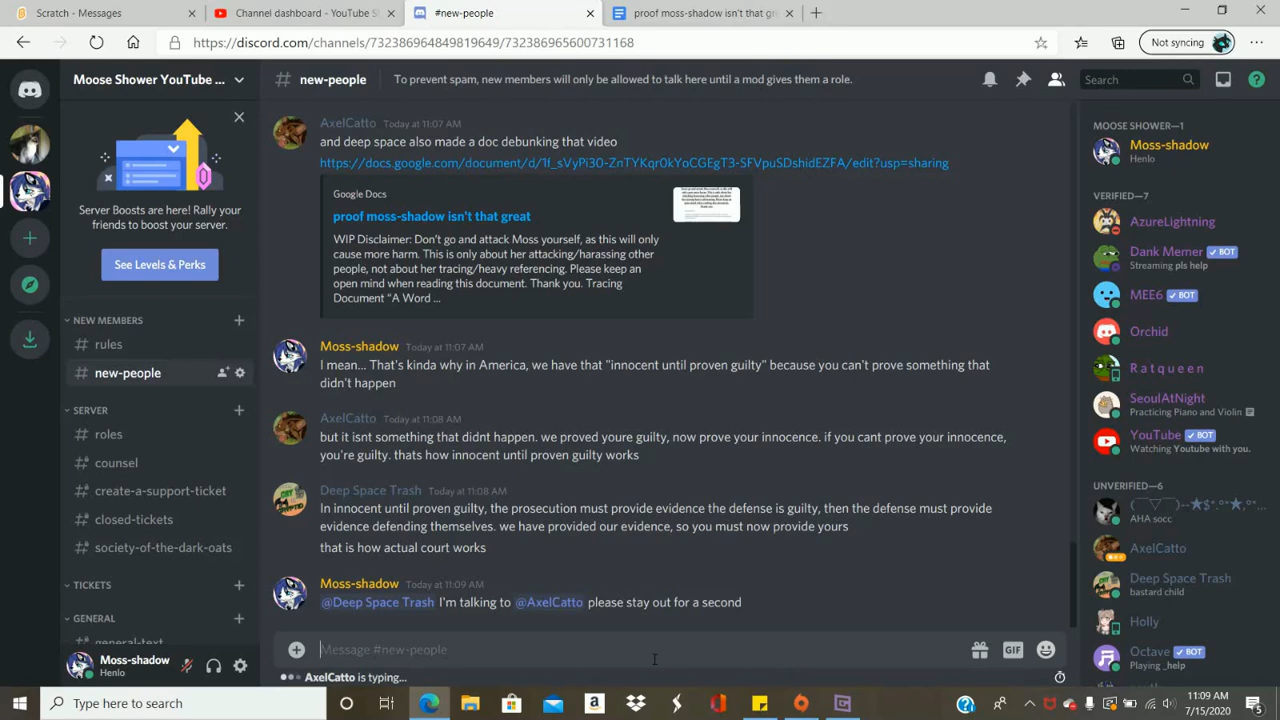 Scratch - Messages
Channel dashboard - YouTube S
#new-people
proof moss-shadow isn't that gr
https://discord.com/channels/732386964849819649/732386965600731168
Not syncing
Moose Shower YouTube ...
# new-people
To prevent spam, new members will only be allowed to talk here until a mod gives them a role.
Search
Server Boosts are here! Rally your
friends to boost your server.
See Levels & Perks
NEW MEMBERS
# rules
# new-people
SERVER
# roles
# counsel
# create-a-support-ticket
# closed-tickets
# society-of-the-dark-oats
TICKETS
GENERAL
# general-text
Moss-shadow
Henlo
AxelCatto Today at 11:07 AM
and deep space also made a doc debunking that video
https://docs.google.com/document/d/1f_sVyPi30-ZnTYKqr0kYoCGEgT3-SFVpuSDshidEZFA/edit?usp=sharing
Google Docs
proof moss-shadow isn't that great
WIP Disclaimer: Don't go and attack Moss yourself, as this will only
cause more harm. This is only about her attacking/harassing other
people, not about her tracing/heavy referencing. Please keep an
open mind when reading this document. Thank you. Tracing
Document "A Word ...
Moss-shadow Today at 11:07 AM
I mean... That's kinda why in America, we have that "innocent until proven guilty" because you can't prove something that
didn't happen
AxelCatto Today at 11:08 AM
but it isnt something that didnt happen. we proved youre guilty, now prove your innocence. if you cant prove your innocence,
you're guilty. thats how innocent until proven guilty works
Deep Space Trash Today at 11:08 AM
In innocent until proven guilty, the prosecution must provide evidence the defense is guilty, then the defense must provide
evidence defending themselves. we have provided our evidence, so you must now provide yours
that is how actual court works
Moss-shadow Today at 11:09 AM
@Deep Space Trash I'm talking to @AxelCatto please stay out for a second
Message #new-people
GIF
AxelCatto is typing...
MOOSE SHOWER—1
Moss-shadow
Henlo
VERIFIED—7
AzureLightning
Dank Memer BOT
Streaming pls help
MEE6 BOT
Orchid
R a t q u e e n
SeoulAtNight
Practicing Piano and Violin
YouTube BOT
Watching Youtube with you.
UNVERIFIED—6
AHA socc
AxelCatto
Deep Space Trash
bastard child
Holly
Octave BOT
Playing _help
Type here to search
11:09 AM
7/15/2020
5